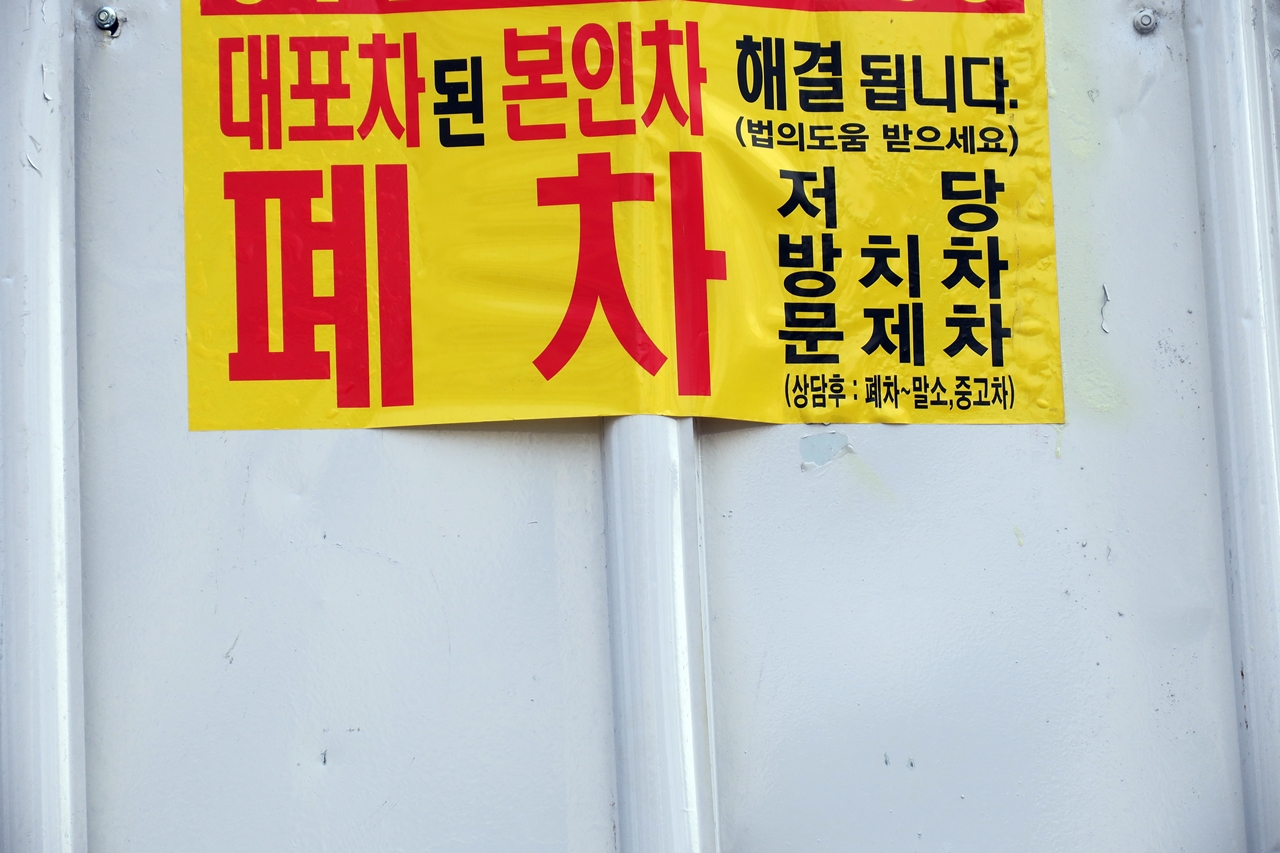 대포차된 본인차 해결 됩니다.
(법의도움 받으세요)
폐차
저당
방치차
문제차
(상담후 : 폐차~말소,중고차)